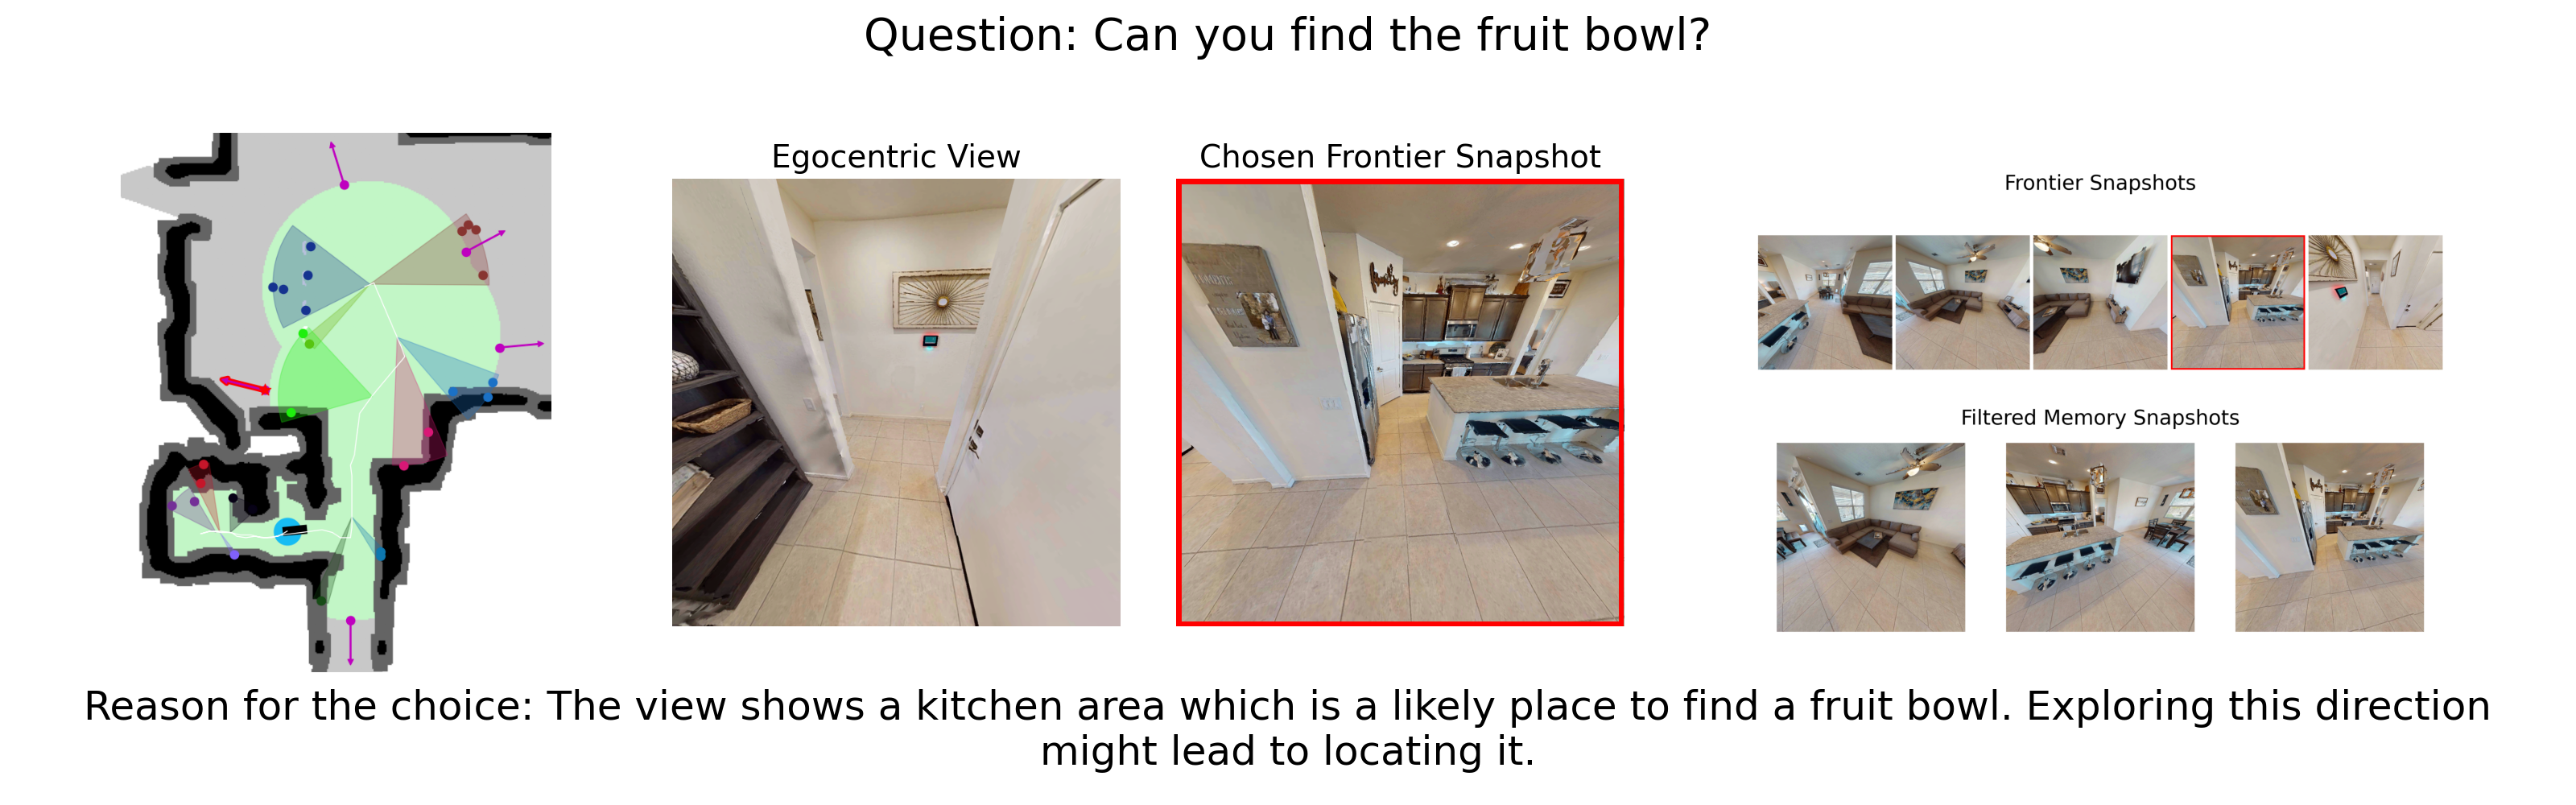 Question: Can you find the fruit bowl?
Egocentric View
Chosen Frontier Snapshot
Frontier Snapshots
Filtered Memory Snapshots
Reason for the choice: The view shows a kitchen area which is a likely place to find a fruit bowl. Exploring this direction
might lead to locating it.